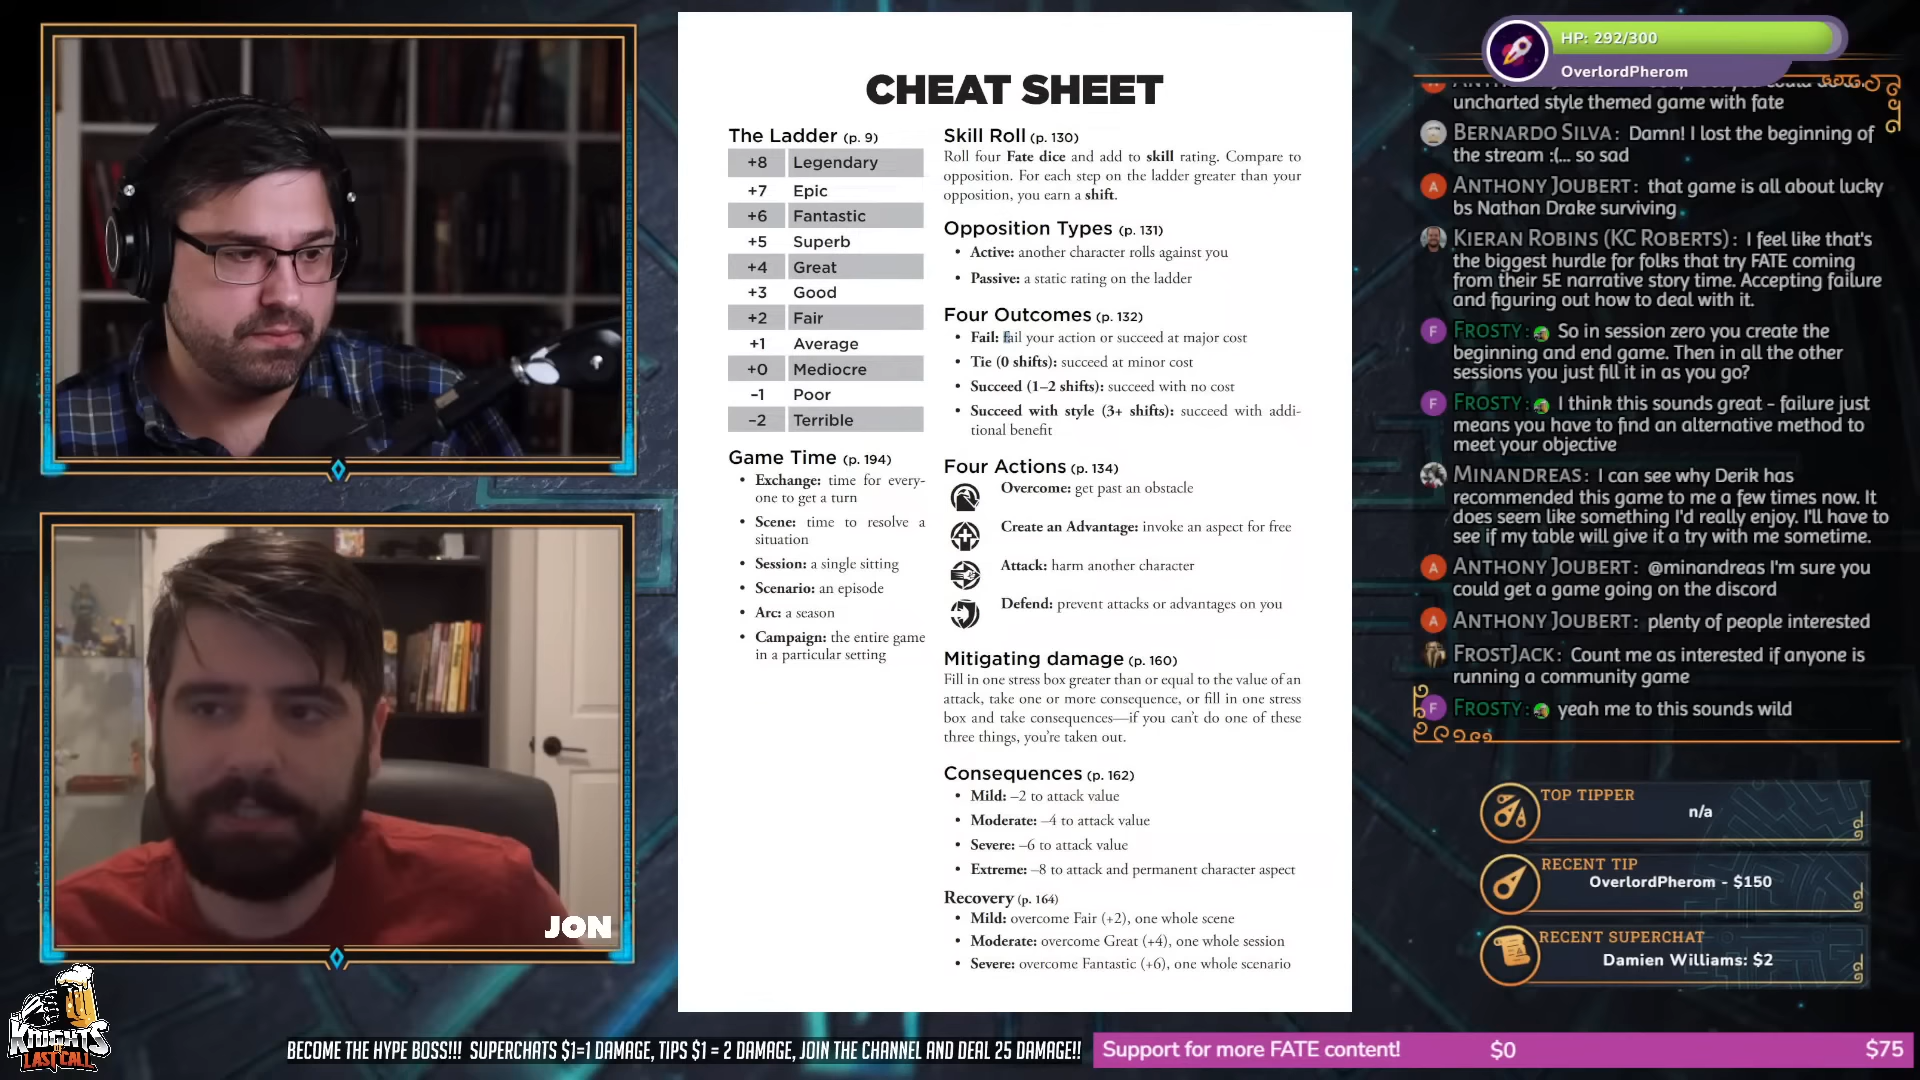 CHEAT SHEET
The Ladder (p. 9)
+8 Legendary
+7 Epic
+6 Fantastic
+5 Superb
+4 Great
+3 Good
+2 Fair
+1 Average
+0 Mediocre
–1 Poor
–2 Terrible
Game Time (p. 194)
• Exchange: time for every-
one to get a turn
• Scene: time to resolve a
situation
• Session: a single sitting
• Scenario: an episode
• Arc: a season
• Campaign: the entire game
in a particular setting
Skill Roll (p. 130)
Roll four Fate dice and add to skill rating. Compare to
opposition. For each step on the ladder greater than your
opposition, you earn a shift.
Opposition Types (p. 131)
• Active: another character rolls against you
• Passive: a static rating on the ladder
Four Outcomes (p. 132)
• Fail: fail your action or succeed at major cost
• Tie (0 shifts): succeed at minor cost
• Succeed (1–2 shifts): succeed with no cost
• Succeed with style (3+ shifts): succeed with addi-
tional benefit
Four Actions (p. 134)
Overcome: get past an obstacle
Create an Advantage: invoke an aspect for free
Attack: harm another character
Defend: prevent attacks or advantages on you
Mitigating damage (p. 160)
Fill in one stress box greater than or equal to the value of an
attack, take one or more consequence, or fill in one stress
box and take consequences—if you can't do one of these
three things, you're taken out.
Consequences (p. 162)
• Mild: –2 to attack value
• Moderate: –4 to attack value
• Severe: –6 to attack value
• Extreme: –8 to attack and permanent character aspect
Recovery (p. 164)
• Mild: overcome Fair (+2), one whole scene
• Moderate: overcome Great (+4), one whole session
• Severe: overcome Fantastic (+6), one whole scenario
HP: 292/300
OverlordPherom
uncharted style themed game with fate
BERNARDO SILVA: Damn! I lost the beginning of
the stream :(... so sad
A ANTHONY JOUBERT: that game is all about lucky
bs Nathan Drake surviving
KIERAN ROBINS (KC ROBERTS): I feel like that's
the biggest hurdle for folks that try FATE coming
from their 5E narrative story time. Accepting failure
and figuring out how to deal with it.
F FROSTY: So in session zero you create the
beginning and end game. Then in all the other
sessions you just fill it in as you go?
F FROSTY: I think this sounds great - failure just
means you have to find an alternative method to
meet your objective
MINANDREAS: I can see why Derik has
recommended this game to me a few times now. It
does seem like something I'd really enjoy. I'll have to
see if my table will give it a try with me sometime.
A ANTHONY JOUBERT: @minandreas I'm sure you
could get a game going on the discord
A ANTHONY JOUBERT: plenty of people interested
FROSTJACK: Count me as interested if anyone is
running a community game
F FROSTY: yeah me to this sounds wild
TOP TIPPER
n/a
RECENT TIP
OverlordPherom - $150
RECENT SUPERCHAT
Damien Williams: $2
JON
KNIGHTS
OF
LAST CALL
BECOME THE HYPE BOSS!!! SUPERCHATS $1=1 DAMAGE, TIPS $1 = 2 DAMAGE, JOIN THE CHANNEL AND DEAL 25 DAMAGE!!
Support for more FATE content! $0 $75